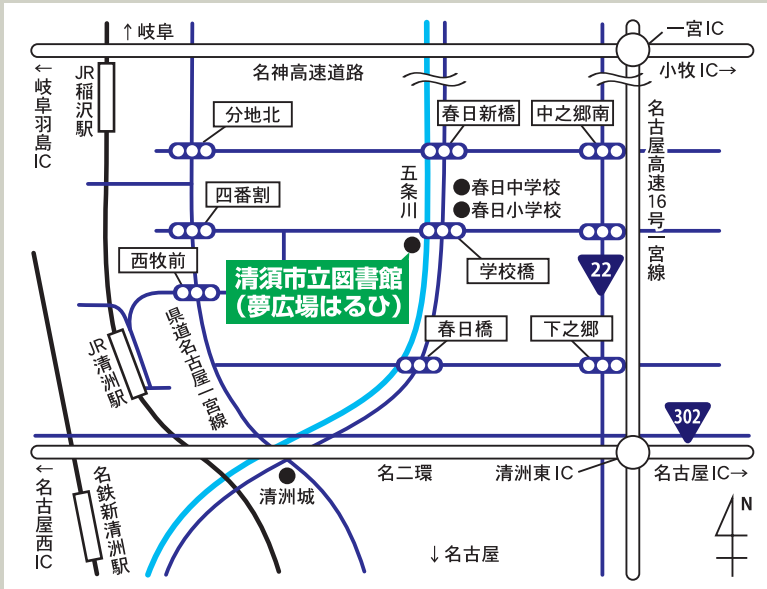 ↑岐阜
一宮IC
小牧IC→
名神高速道路
←岐阜羽島IC
JR稲沢駅
分地北
春日新橋
中之郷南
名古屋高速16号一宮線
五条川
春日中学校
春日小学校
四番割
学校橋
西牧前
清須市立図書館
（夢広場はるひ）
22
県道名古屋一宮線
春日橋
下之郷
JR清洲駅
302
←名古屋西IC
名鉄新清洲駅
清洲城
名二環
清洲東IC
名古屋IC→
↓名古屋
N